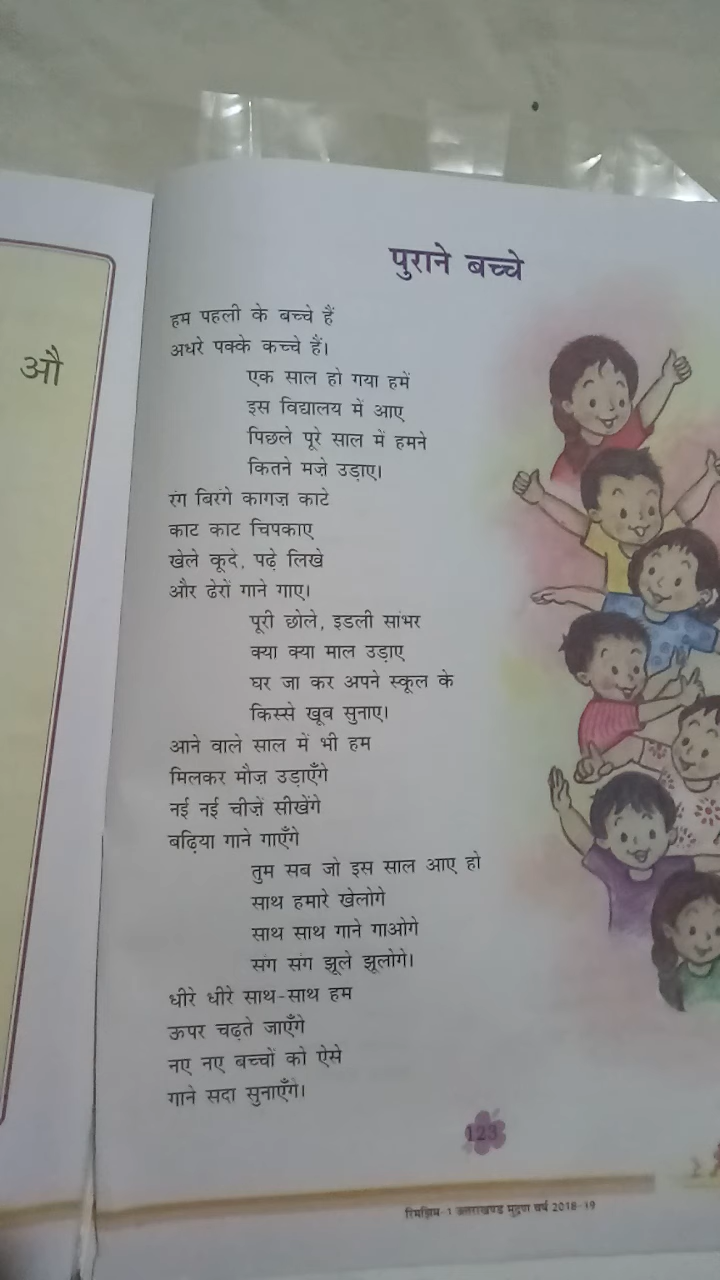 औ
पुराने बच्चे
हम पहली के बच्चे हैं
अधरे पक्के कच्चे हैं।
एक साल हो गया हमें
इस विद्यालय में आए
पिछले पूरे साल में हमने
कितने मज़े उड़ाए।
रंग बिरंगे कागज़ काटे
काट काट चिपकाए
खेले कूदे, पढ़े लिखे
और ढेरों गाने गाए।
पूरी छोले, इडली सांभर
क्या क्या माल उड़ाए
घर जा कर अपने स्कूल के
किस्से खूब सुनाए।
आने वाले साल में भी हम
मिलकर मौज़ उड़ाएँगे
नई नई चीज़ें सीखेंगे
बढ़िया गाने गाएँगे
तुम सब जो इस साल आए हो
साथ हमारे खेलोगे
साथ साथ गाने गाओगे
संग संग झूले झूलोगे।
धीरे धीरे साथ-साथ हम
ऊपर चढ़ते जाएँगे
नए नए बच्चों को ऐसे
गाने सदा सुनाएँगे।
123
रिमझिम-1 उत्तराखण्ड मुद्रण वर्ष 2018-19